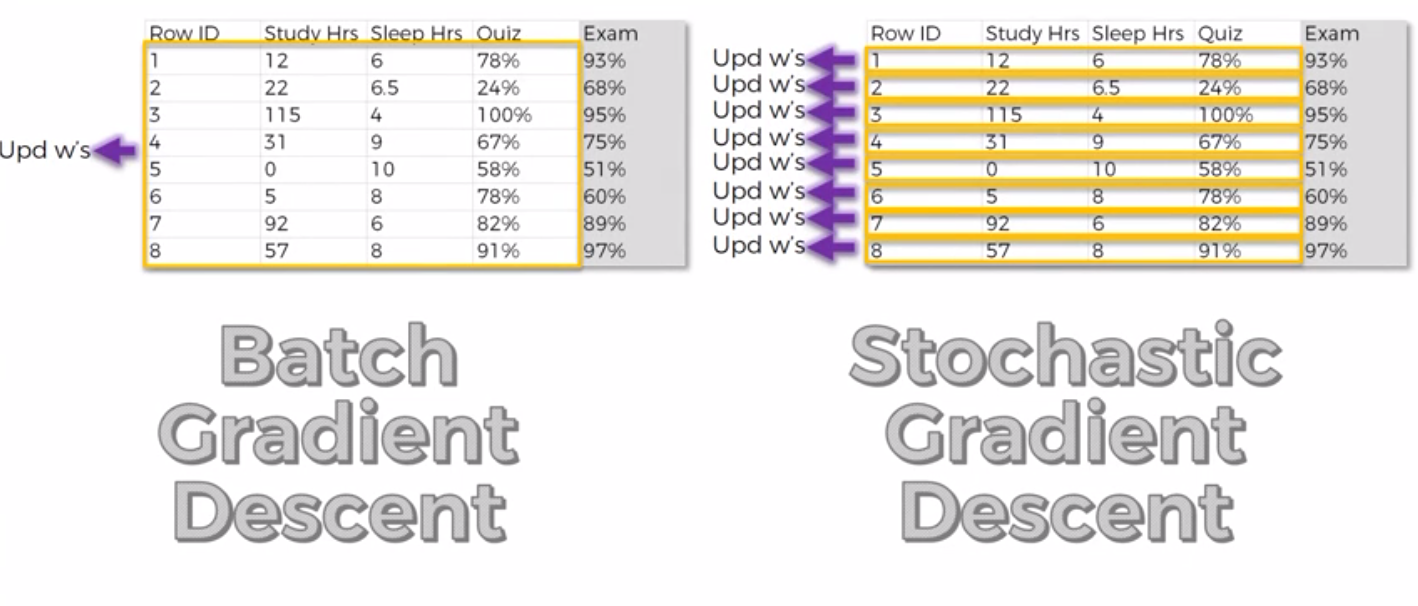 Row ID Study Hrs Sleep Hrs Quiz Exam
1 12 6 78% 93%
2 22 6.5 24% 68%
3 115 4 100% 95%
Upd w's 4 31 9 67% 75%
5 0 10 58% 51%
6 5 8 78% 60%
7 92 6 82% 89%
8 57 8 91% 97%
Batch
Gradient
Descent
Row ID Study Hrs Sleep Hrs Quiz Exam
Upd w's 1 12 6 78% 93%
Upd w's 2 22 6.5 24% 68%
Upd w's 3 115 4 100% 95%
Upd w's 4 31 9 67% 75%
Upd w's 5 0 10 58% 51%
Upd w's 6 5 8 78% 60%
Upd w's 7 92 6 82% 89%
Upd w's 8 57 8 91% 97%
Stochastic
Gradient
Descent